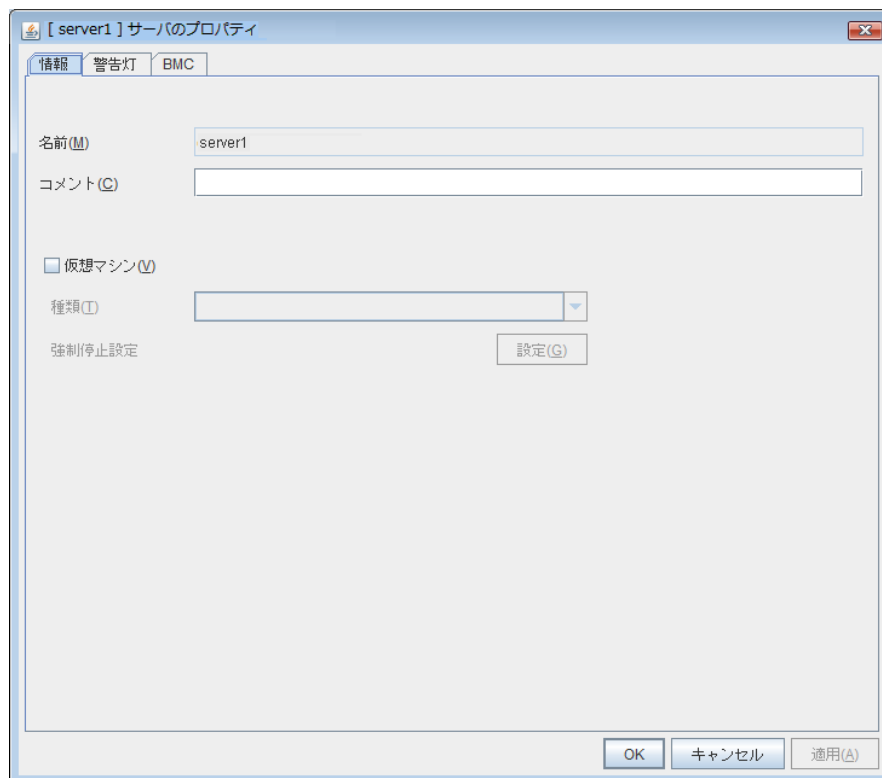 [ server1 ] サーバのプロパティ
情報 警告灯 BMC
名前(M) server1
コメント(C)
仮想マシン(V)
種類(T)
強制停止設定 設定(G)
OK キャンセル 適用(A)